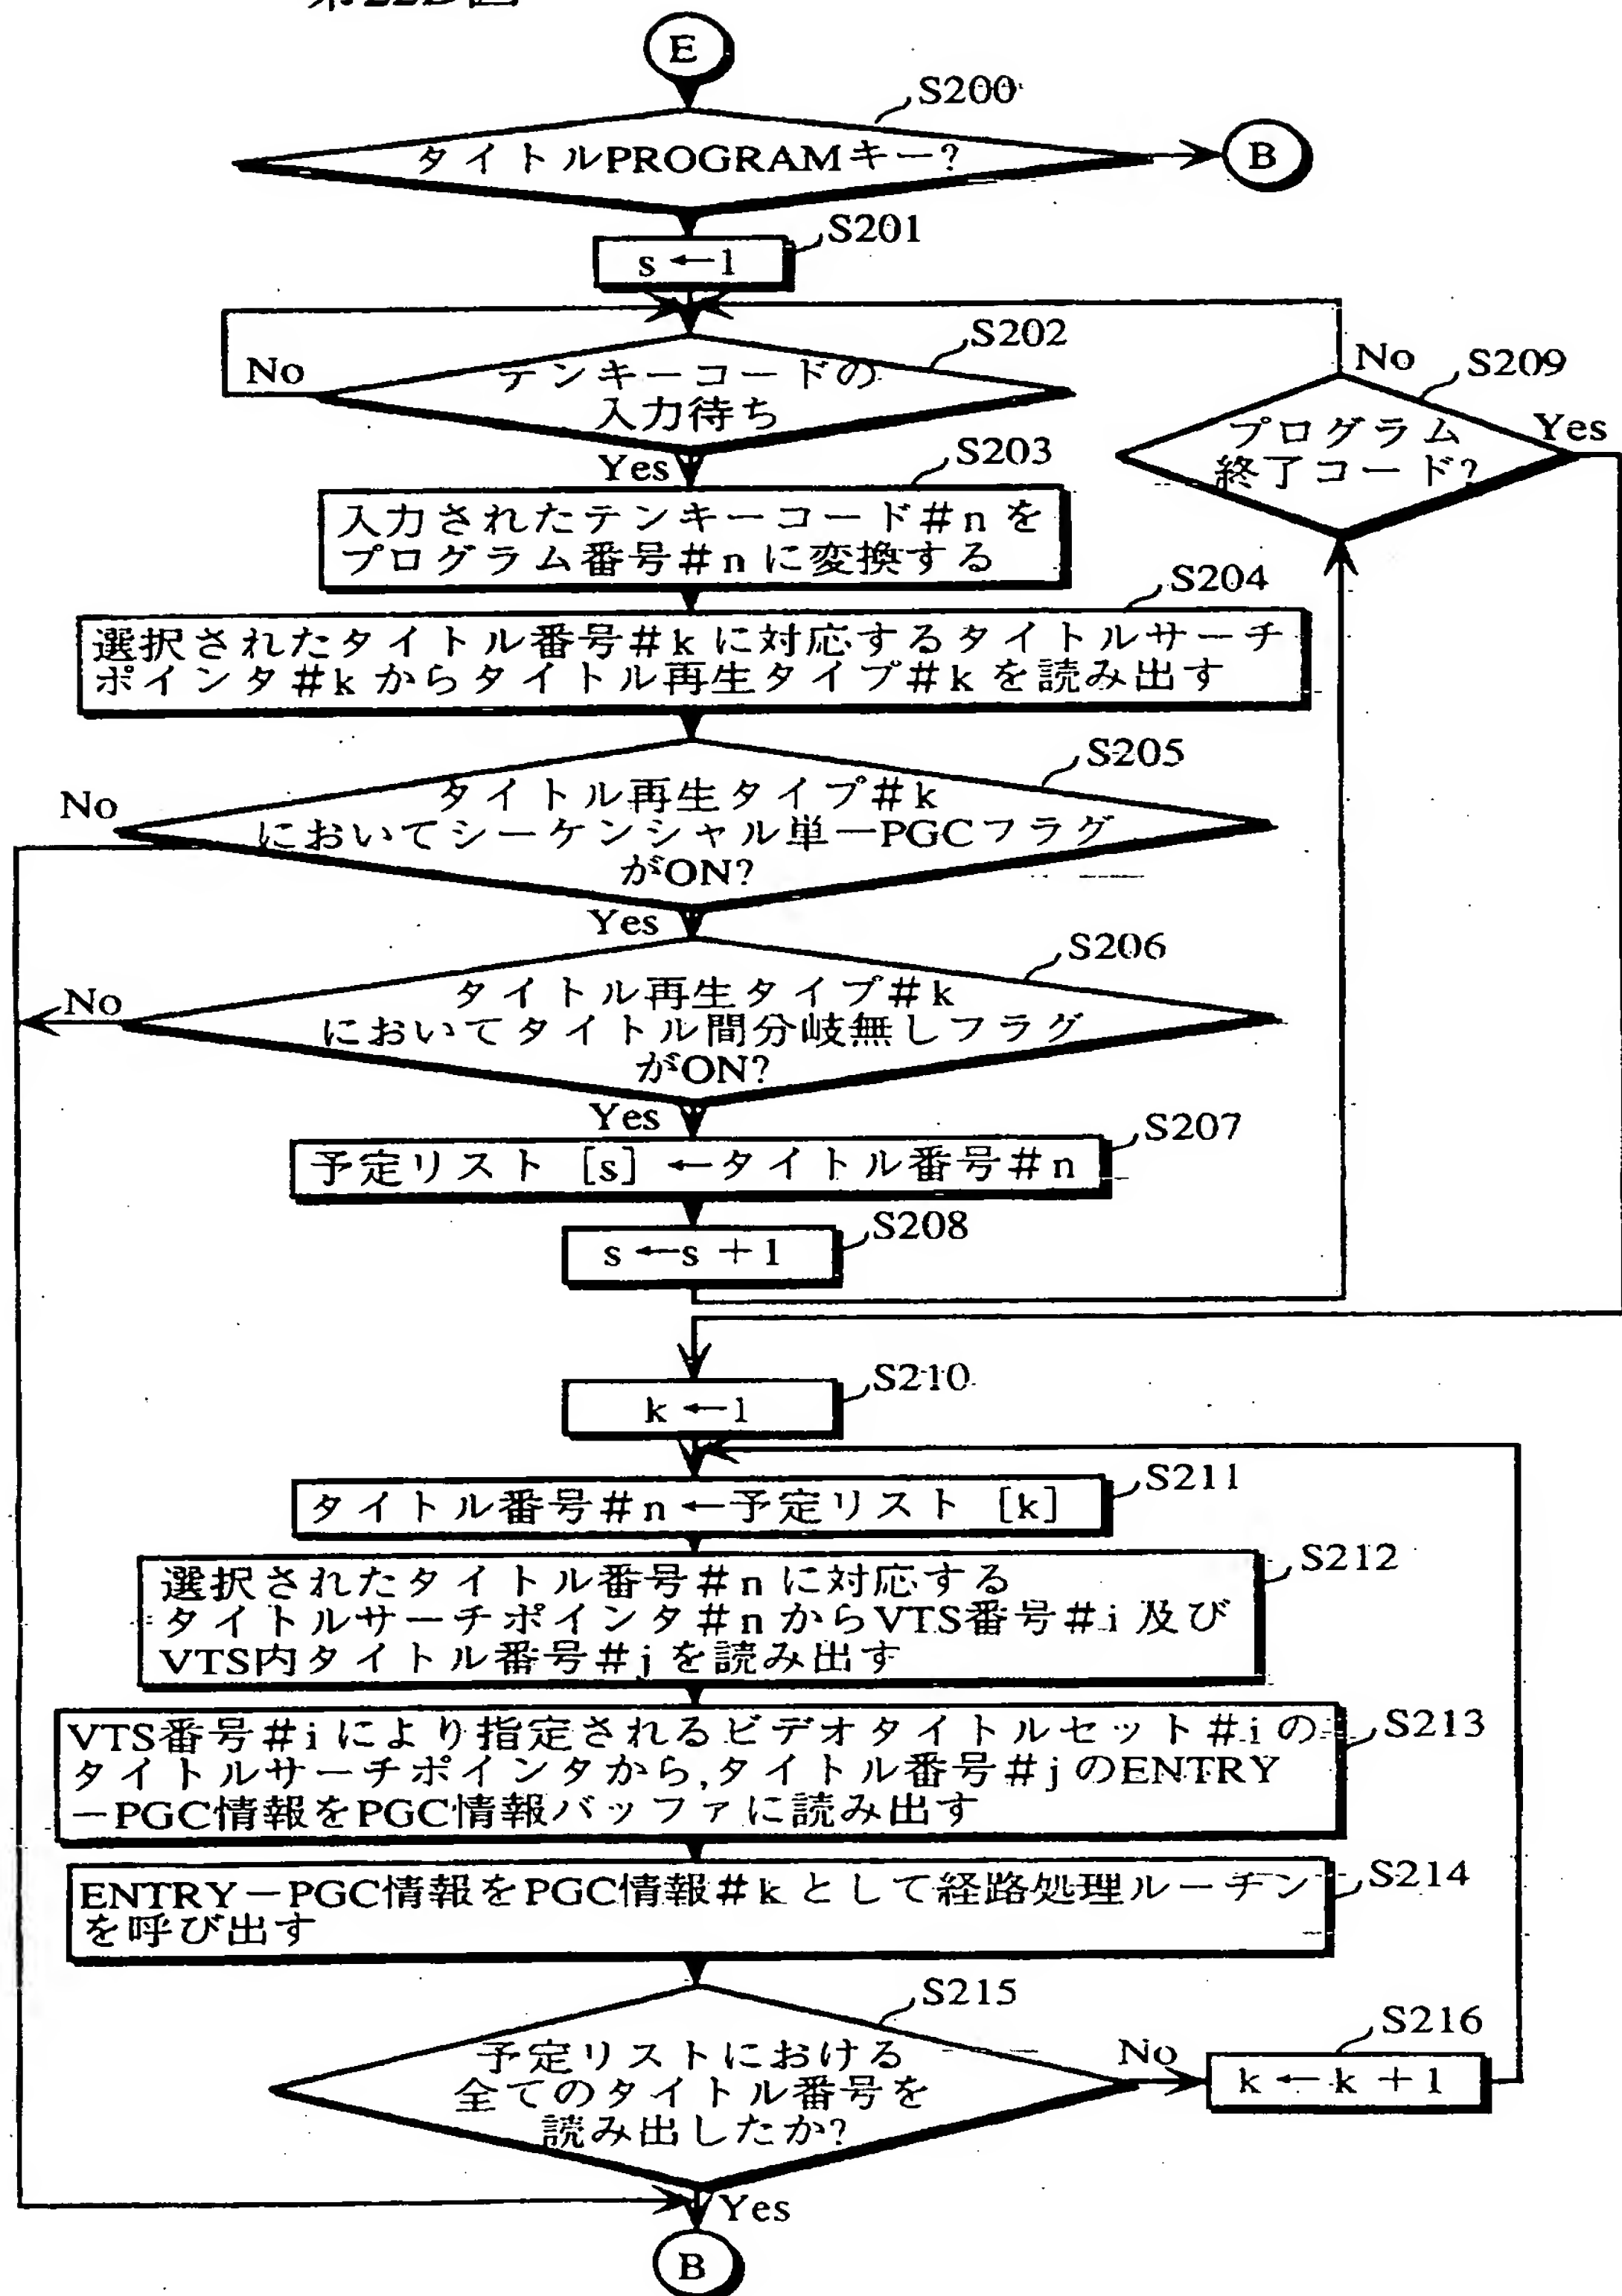 E
S200
タイトルPROGRAMキー?
B
S201
s←1
S202
No
テンキーコードの
入力待ち
Yes
No
S209
プログラム
終了コード?
Yes
S203
入力されたテンキーコード#nを
プログラム番号#nに変換する
S204
選択されたタイトル番号#kに対応するタイトルサーチ
ポインタ#kからタイトル再生タイプ#kを読み出す
S205
No
タイトル再生タイプ#k
においてシーケンシャル単一PGCフラグ
がON?
Yes
S206
No
タイトル再生タイプ#k
においてタイトル間分岐無しフラグ
がON?
Yes
S207
予定リスト [s] ←タイトル番号#n
S208
s←s+1
S210
k←1
S211
タイトル番号#n←予定リスト [k]
S212
選択されたタイトル番号#nに対応する
タイトルサーチポインタ#nからVTS番号#i及び
VTS内タイトル番号#jを読み出す
S213
VTS番号#iにより指定されるビデオタイトルセット#iの
タイトルサーチポインタから,タイトル番号#jのENTRY
−PGC情報をPGC情報バッファに読み出す
S214
ENTRY−PGC情報をPGC情報#kとして経路処理ルーチン
を呼び出す
S215
予定リストにおける
全てのタイトル番号を
読み出したか?
No
S216
k←k+1
Yes
B